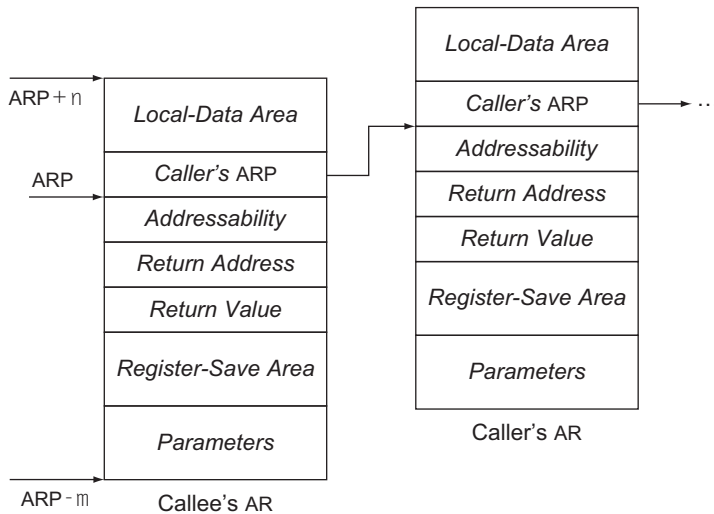 ARP+n
ARP
ARP-m
Local-Data Area
Caller's ARP
Addressability
Return Address
Return Value
Register-Save Area
Parameters
Callee's AR
Local-Data Area
Caller's ARP
Addressability
Return Address
Return Value
Register-Save Area
Parameters
Caller's AR
..